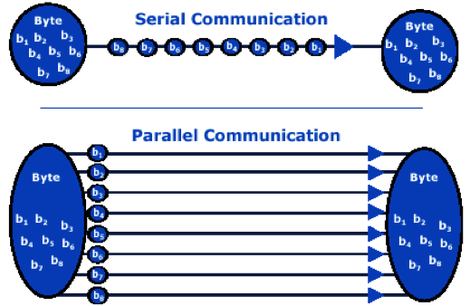 Serial Communication
Byte
b1 b2 b3
b4 b5 b6
b7 b8
b8 b7 b6 b5 b4 b3 b2 b1
Byte
b1 b2 b3
b4 b5 b6
b7 b8
Parallel Communication
Byte
b1 b2 b3
b4 b5 b6
b7 b8
b1
b2
b3
b4
b5
b6
b7
b8
Byte
b1 b2 b3
b4 b5 b6
b7 b8